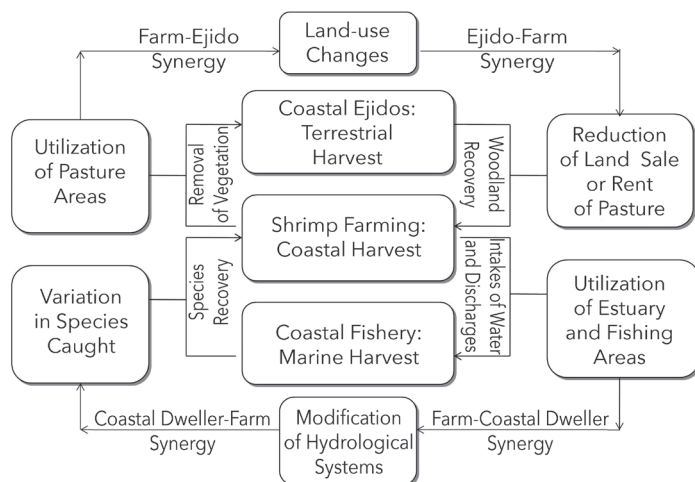 Farm-Ejido
Synergy
Land-use
Changes
Ejido-Farm
Synergy
Utilization
of Pasture
Areas
Removal
of Vegetation
Coastal Ejidos:
Terrestrial
Harvest
Woodland
Recovery
Reduction
of Land Sale
or Rent
of Pasture
Shrimp Farming:
Coastal Harvest
Variation
in Species
Caught
Species
Recovery
Coastal Fishery:
Marine Harvest
Intakes of Water
and Discharges
Utilization
of Estuary
and Fishing
Areas
Coastal Dweller-Farm
Synergy
Modification
of Hydrological
Systems
Farm-Coastal Dweller
Synergy